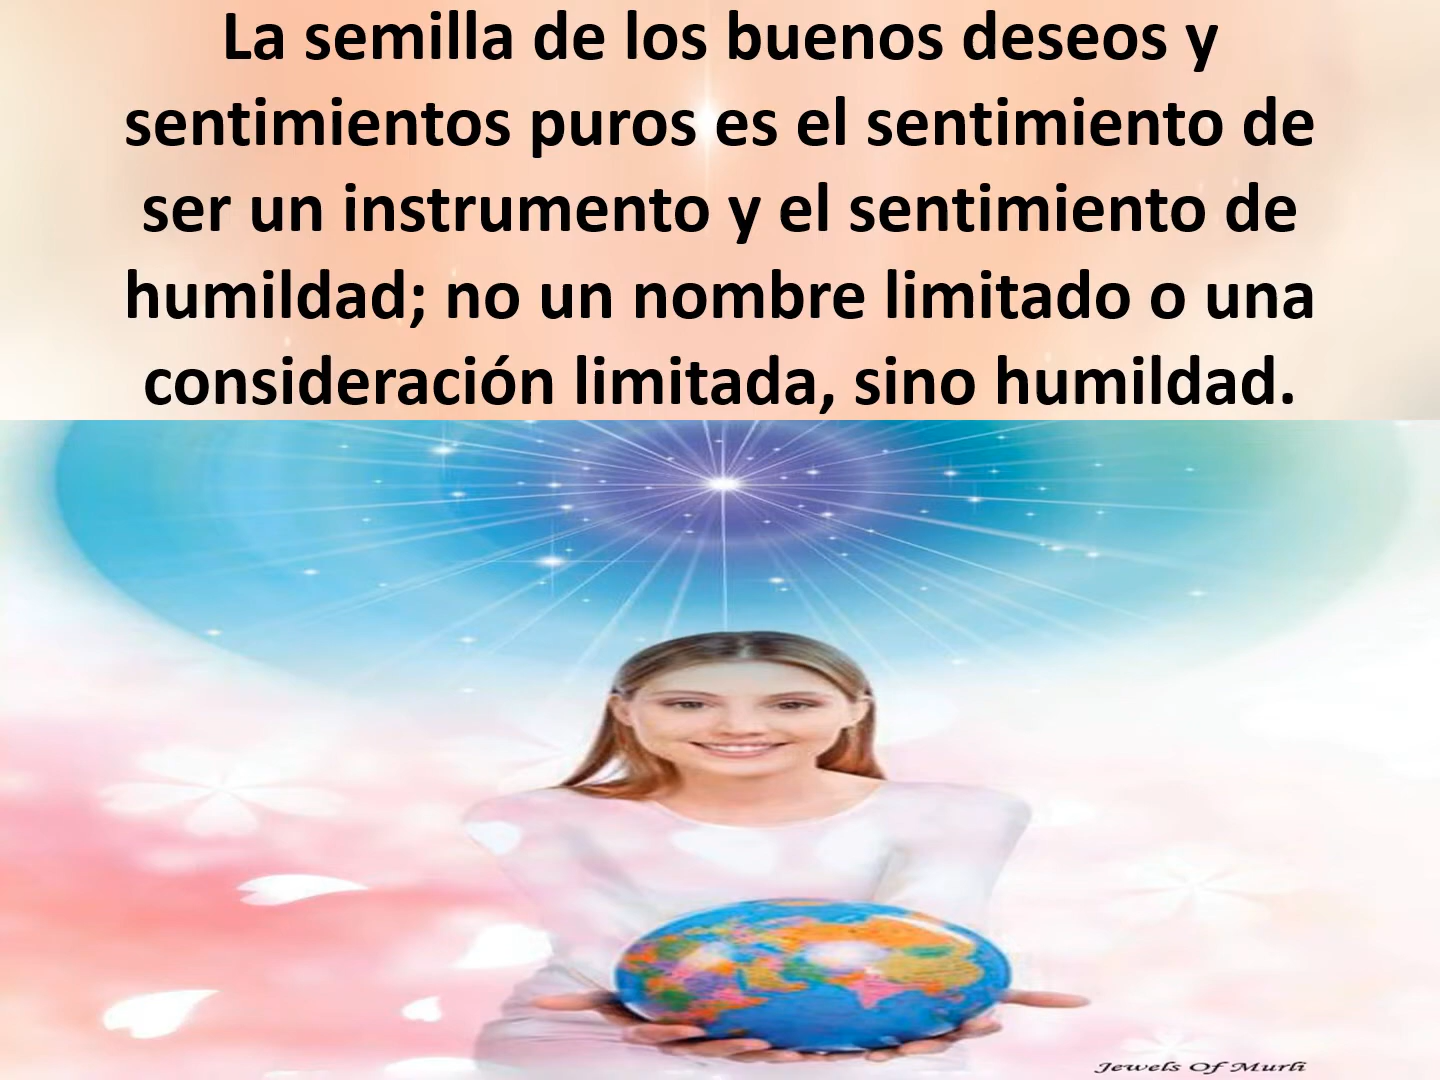 La semilla de los buenos deseos y
sentimientos puros es el sentimiento de
ser un instrumento y el sentimiento de
humildad; no un nombre limitado o una
consideración limitada, sino humildad.
Jewels Of Murli